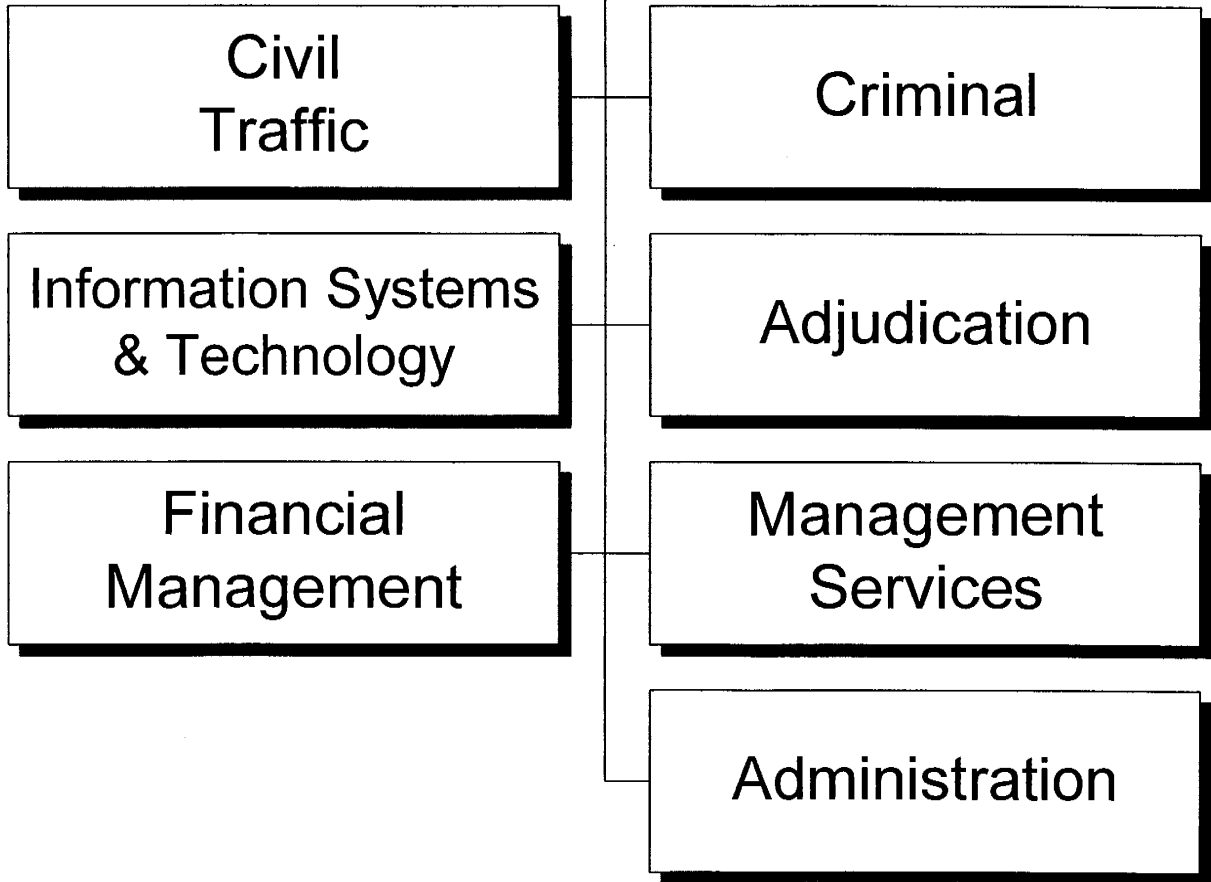 Civil
Traffic
Criminal
Information Systems
& Technology
Adjudication
Financial
Management
Management
Services
Administration